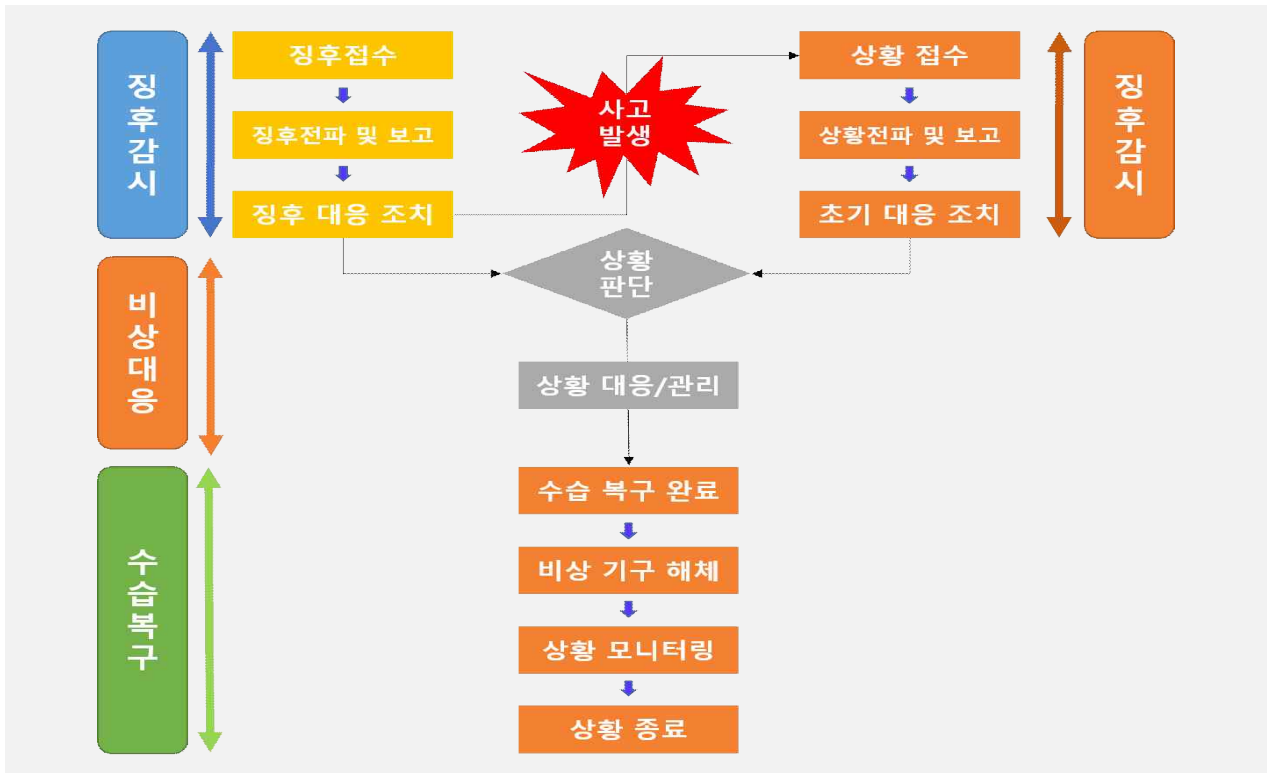 징후감시
징후접수
징후전파 및 보고
징후 대응 조치
사고
발생
상황 접수
상황전파 및 보고
초기 대응 조치
징후감시
비상대응
상황
판단
상황 대응/관리
수습복구
수습 복구 완료
비상 기구 해체
상황 모니터링
상황 종료